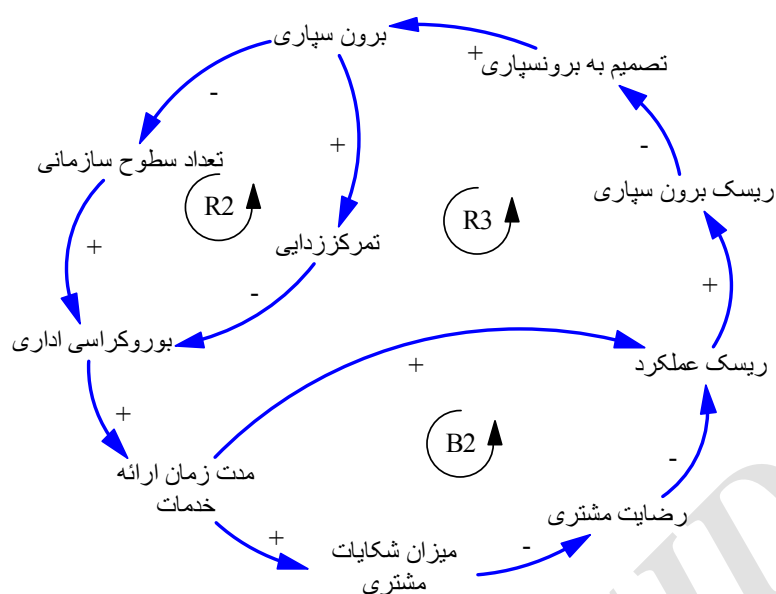 برون سپاری
تصمیم به برونسپاری
+
-
+
-
تعداد سطوح سازمانی
R2
R3
ریسک برون سپاری
تمرکززدایی
+
-
+
بوروکراسی اداری
ریسک عملکرد
+
+
B2
-
مدت زمان ارائه
خدمات
رضایت مشتری
+
-
میزان شکایات
مشتری